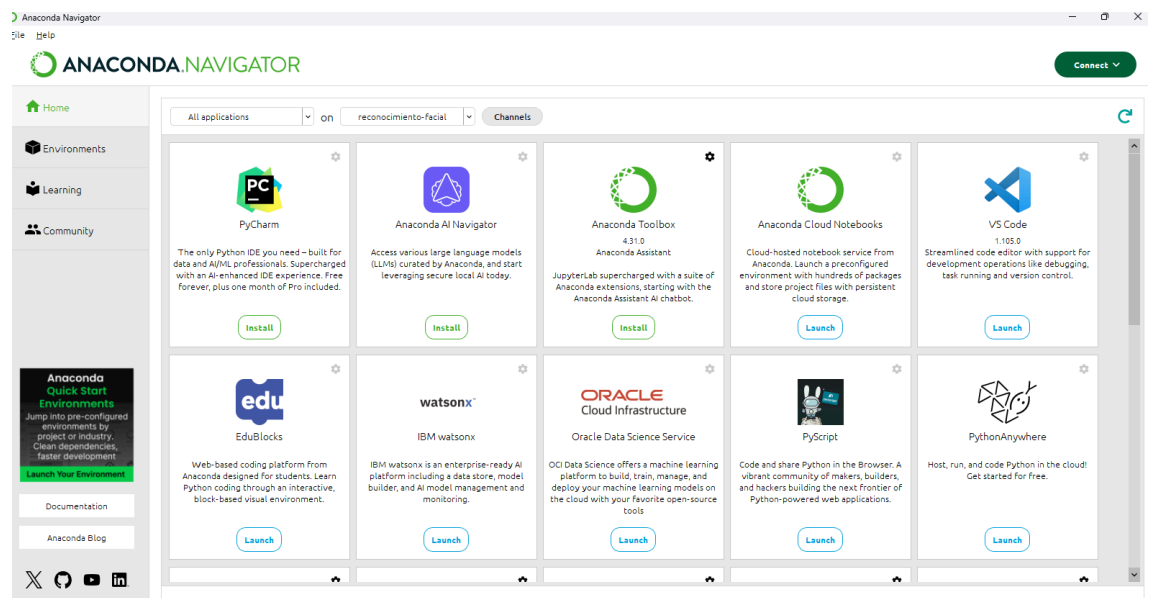 Anaconda Navigator
File Help
ANACONDA.NAVIGATOR
Connect
Home
Environments
Learning
Community
All applications on reconocimiento-facial Channels
PC
PyCharm
The only Python IDE you need – built for
data and AI/ML professionals. Supercharged
with an AI-enhanced IDE experience. Free
forever, plus one month of Pro included.
Install
Anaconda AI Navigator
Access various large language models
(LLMs) curated by Anaconda, and start
leveraging secure local AI today.
Install
Anaconda Toolbox
4.31.0
Anaconda Assistant
JupyterLab supercharged with a suite of
Anaconda extensions, starting with the
Anaconda Assistant AI chatbot.
Install
Anaconda Cloud Notebooks
Cloud-hosted notebook service from
Anaconda. Launch a preconfigured
environment with hundreds of packages
and store project files with persistent
cloud storage.
Launch
VS Code
1.105.0
Streamlined code editor with support for
development operations like debugging,
task running and version control.
Launch
edu
EduBlocks
Web-based coding platform from
Anaconda designed for students. Learn
Python coding through an interactive,
block-based visual environment.
Launch
watsonx
IBM watsonx
IBM watsonx is an enterprise-ready AI
platform including a data store, model
builder, and AI model management and
monitoring.
Launch
ORACLE
Cloud Infrastructure
Oracle Data Science Service
OCI Data Science offers a machine learning
platform to build, train, manage, and
deploy your machine learning models on
the cloud with your favorite open-source
tools
Launch
PyScript
Code and share Python in the Browser. A
vibrant community of makers, builders,
and hackers building the next frontier of
Python-powered web applications.
Launch
PythonAnywhere
Host, run, and code Python in the cloud!
Get started for free.
Launch
Anaconda
Quick Start
Environments
Jump into pre-configured
environments by
project or industry.
Clean dependencies,
faster development
Launch Your Environment
Documentation
Anaconda Blog